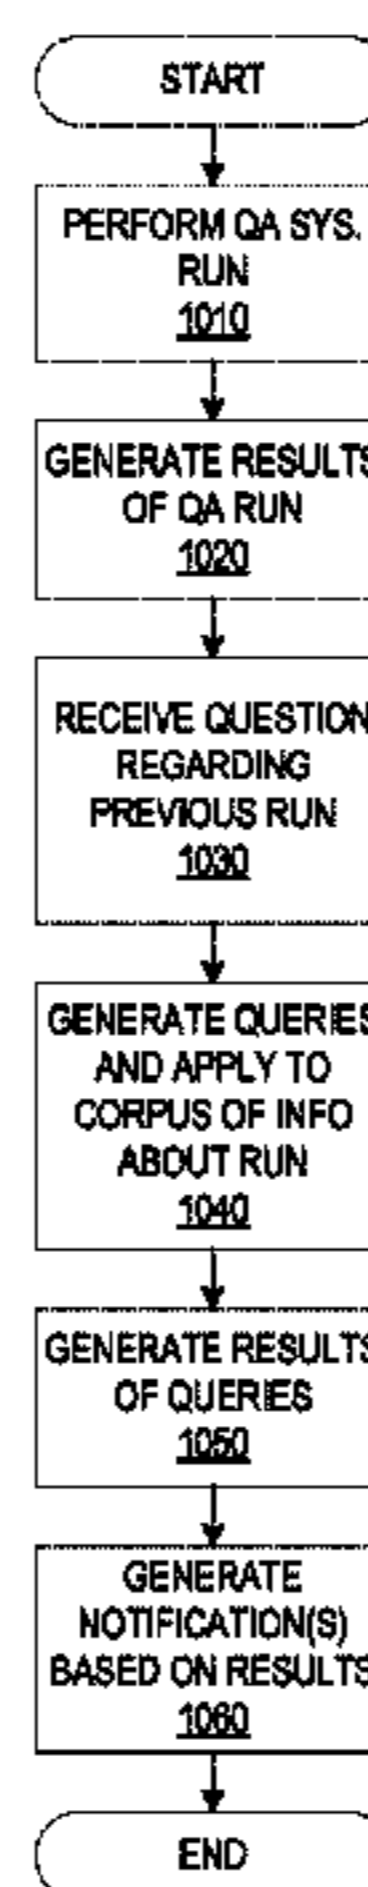 START
PERFORM QA SYS.
RUN
1010
GENERATE RESULTS
OF QA RUN
1020
RECEIVE QUESTION
REGARDING
PREVIOUS RUN
1030
GENERATE QUERIES
AND APPLY TO
CORPUS OF INFO
ABOUT RUN
1040
GENERATE RESULTS
OF QUERIES
1050
GENERATE
NOTIFICATION(S)
BASED ON RESULTS
1060
END